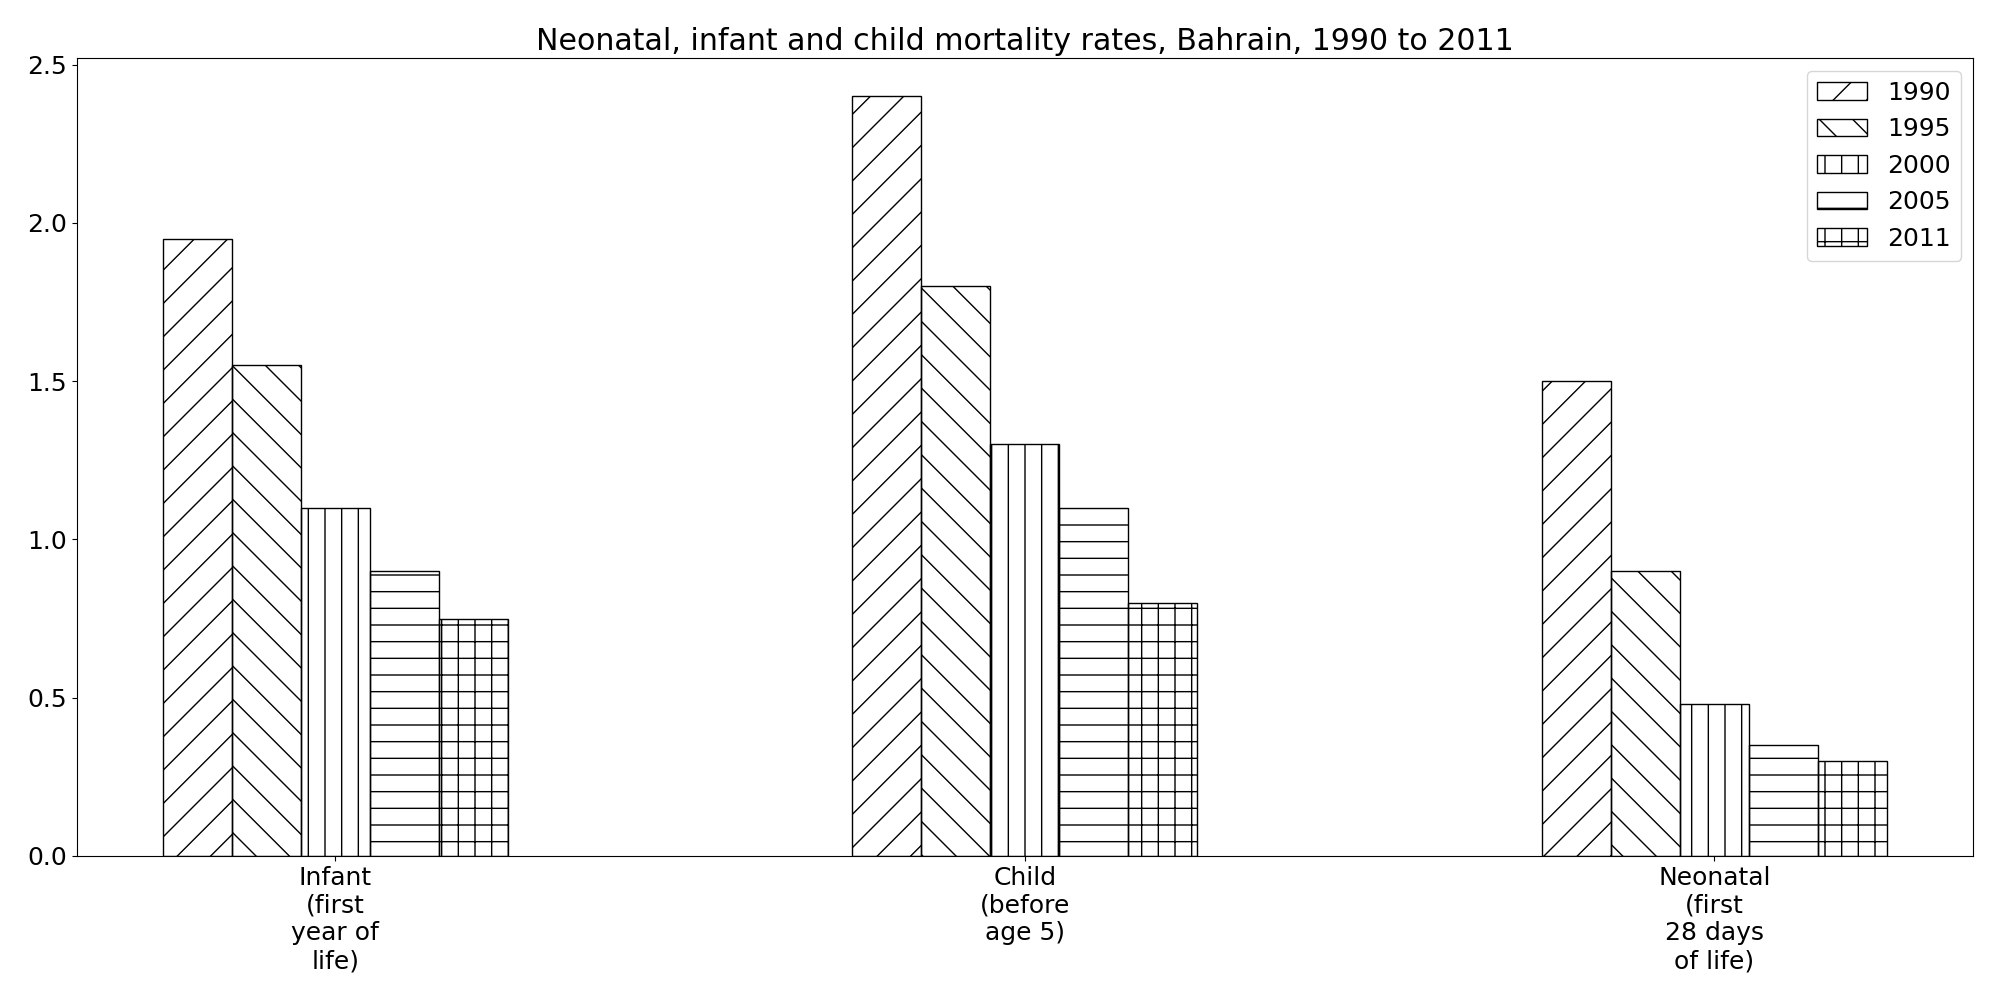 Neonatal, infant and child mortality rates, Bahrain, 1990 to 2011
2.5
2.0
1.5
1.0
0.5
0.0
1990
1995
2000
2005
2011
Infant
(first
year of
life)
Child
(before
age 5)
Neonatal
(first
28 days
of life)